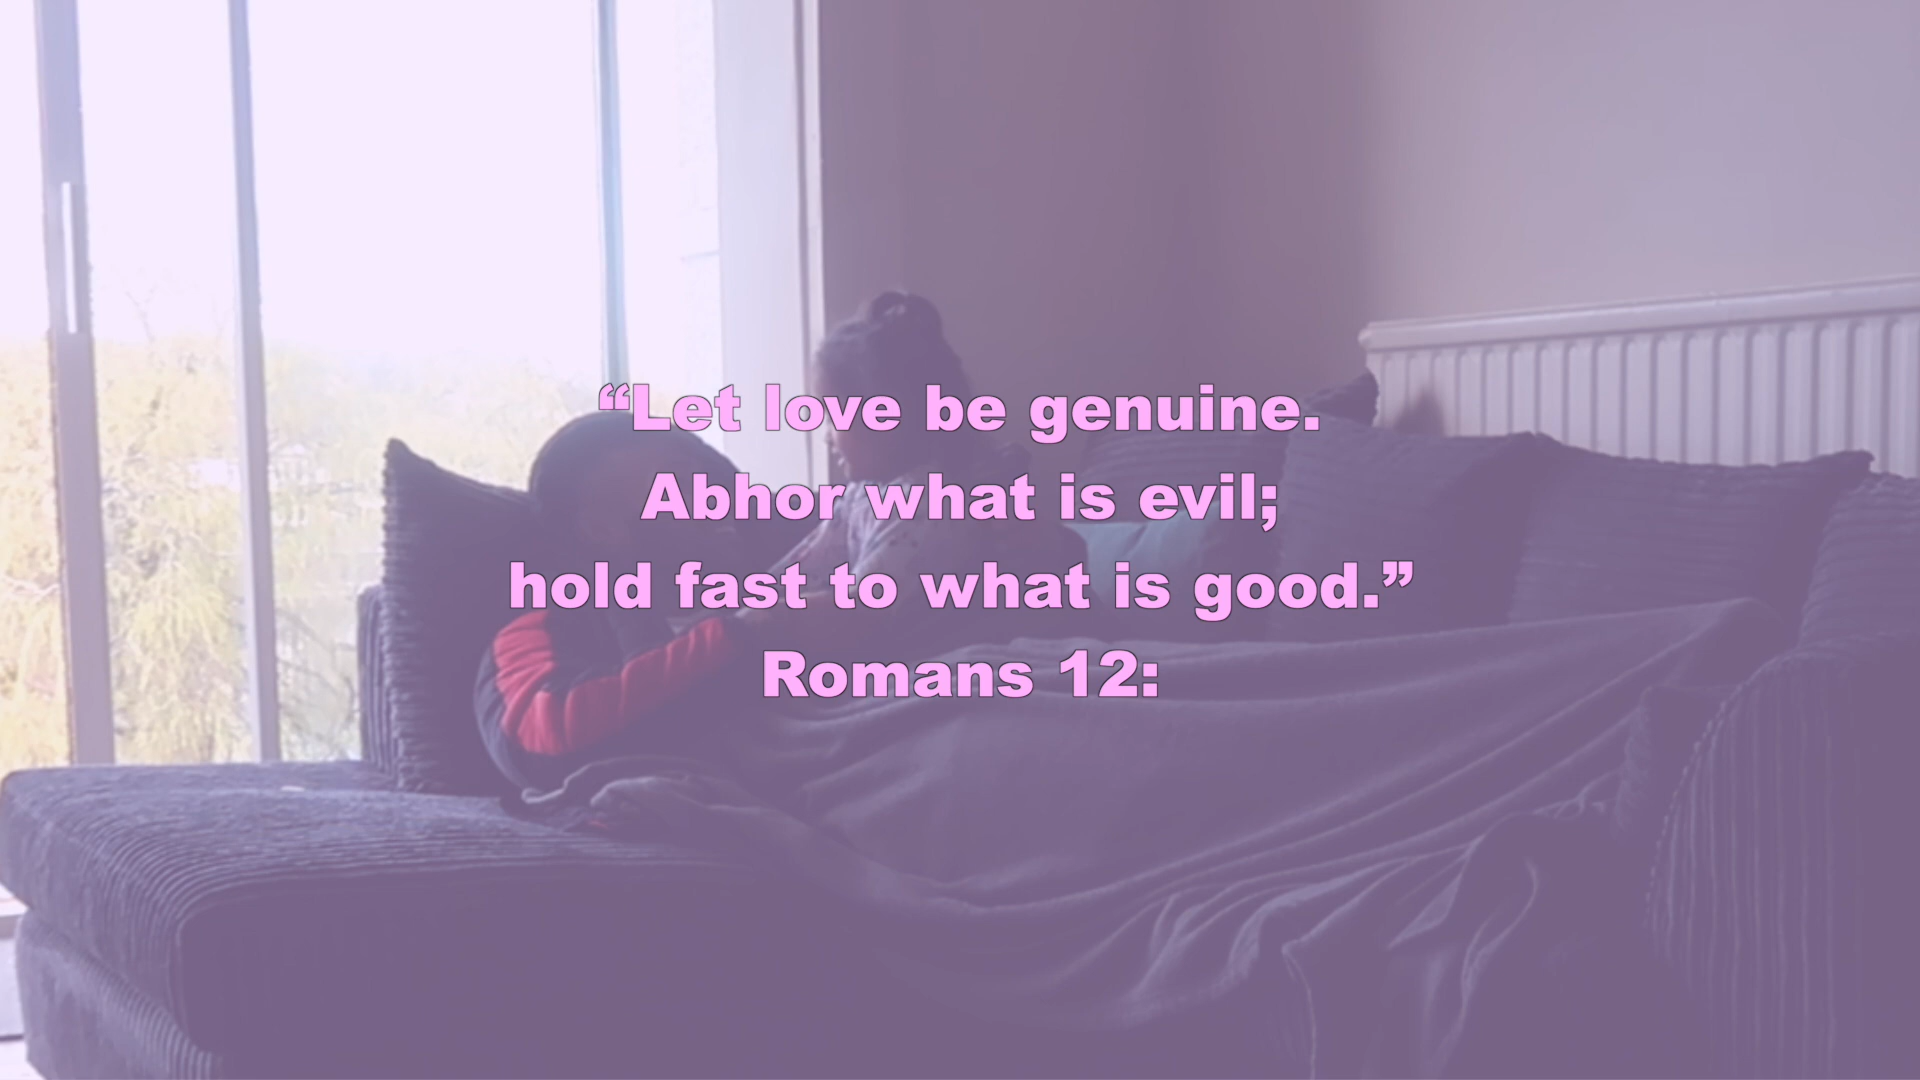 “Let love be genuine.
Abhor what is evil;
hold fast to what is good.”
Romans 12: